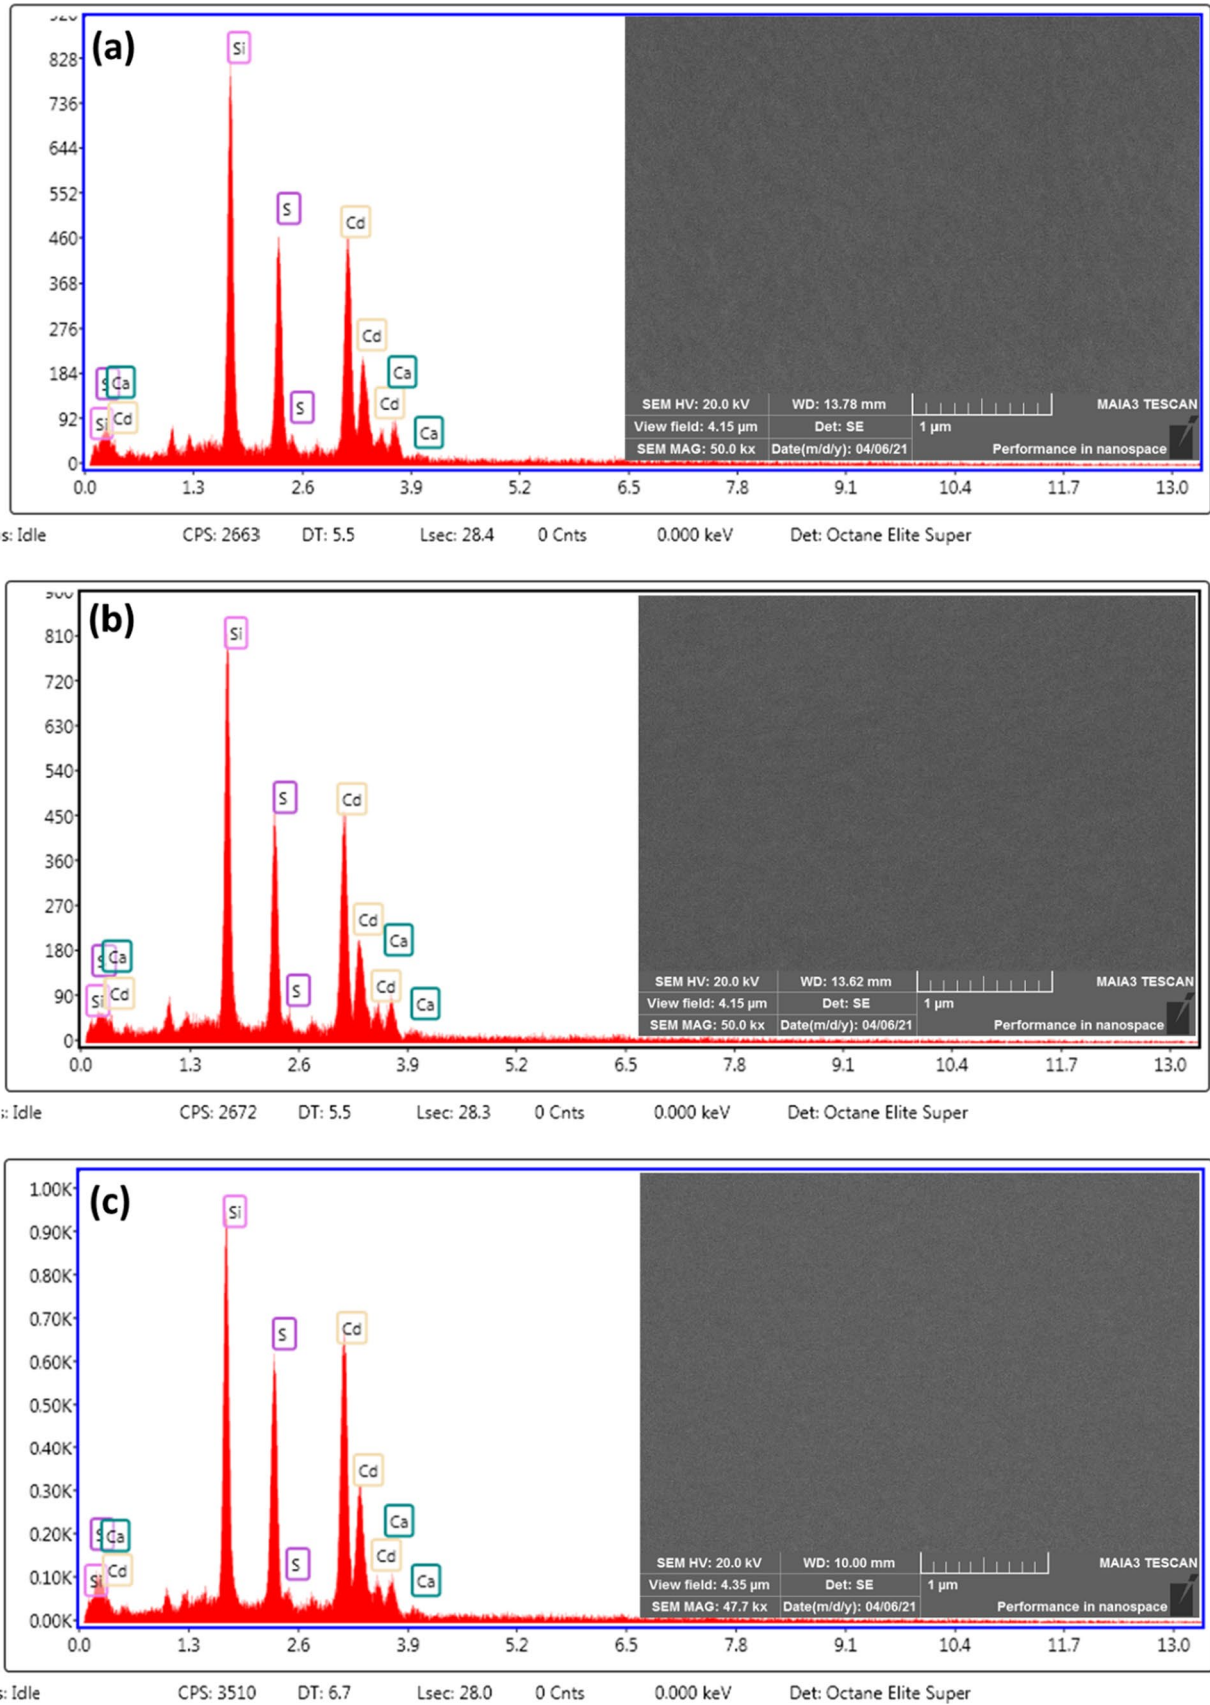 (a)
828
736
644
552
460
368
276
184
92
0
Si
S
Cd
Cd
Ca
Cd
Ca
S
Ca
Si
Cd
S
0.0 1.3 2.6 3.9 5.2 6.5 7.8 9.1 10.4 11.7 13.0
SEM HV: 20.0 kV WD: 13.78 mm MAIA3 TESCAN
View field: 4.15 µm Det: SE 1 µm
SEM MAG: 50.0 kx Date(m/d/y): 04/06/21 Performance in nanospace
s: Idle CPS: 2663 DT: 5.5 Lsec: 28.4 0 Cnts 0.000 keV Det: Octane Elite Super
(b)
810
720
630
540
450
360
270
180
90
0
Si
S
Cd
Cd
Ca
Cd
Ca
S
Ca
Si
Cd
S
0.0 1.3 2.6 3.9 5.2 6.5 7.8 9.1 10.4 11.7 13.0
SEM HV: 20.0 kV WD: 13.62 mm MAIA3 TESCAN
View field: 4.15 µm Det: SE 1 µm
SEM MAG: 50.0 kx Date(m/d/y): 04/06/21 Performance in nanospace
: Idle CPS: 2672 DT: 5.5 Lsec: 28.3 0 Cnts 0.000 keV Det: Octane Elite Super
(c)
1.00K
0.90K
0.80K
0.70K
0.60K
0.50K
0.40K
0.30K
0.20K
0.10K
0.00K
Si
S
Cd
Cd
Ca
Cd
Ca
S
Ca
Si
Cd
S
0.0 1.3 2.6 3.9 5.2 6.5 7.8 9.1 10.4 11.7 13.0
SEM HV: 20.0 kV WD: 10.00 mm MAIA3 TESCAN
View field: 4.35 µm Det: SE 1 µm
SEM MAG: 47.7 kx Date(m/d/y): 04/06/21 Performance in nanospace
s: Idle CPS: 3510 DT: 6.7 Lsec: 28.0 0 Cnts 0.000 keV Det: Octane Elite Super